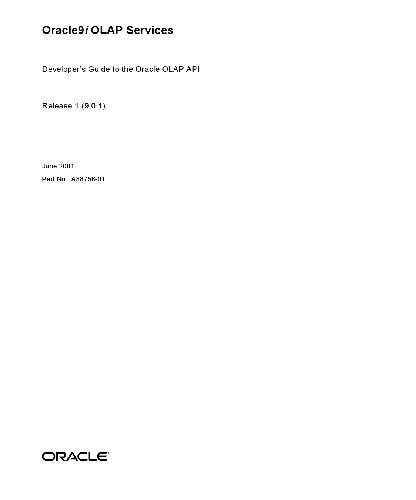 Oracle9i OLAP Services
Developer's Guide to the Oracle OLAP API
Release 1 (9.0.1)
June 2001
Part No. A88756-01
ORACLE